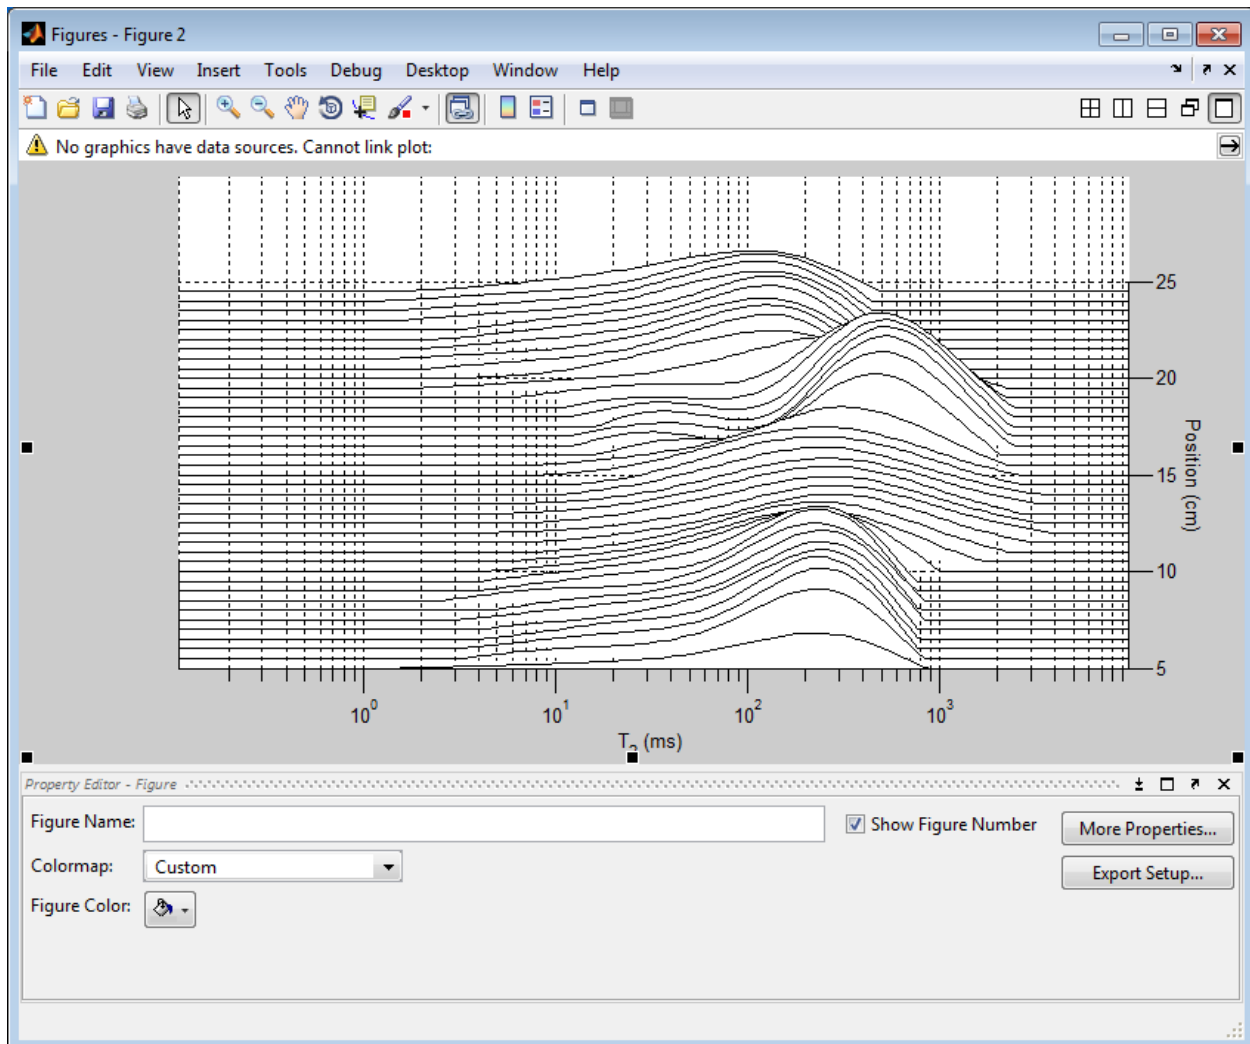 Figures - Figure 2
File Edit View Insert Tools Debug Desktop Window Help
No graphics have data sources. Cannot link plot:
25
20
15
10
5
Position (cm)
10^0 10^1 10^2 10^3
T_2 (ms)
Property Editor - Figure
Figure Name: Show Figure Number More Properties...
Colormap: Custom Export Setup...
Figure Color: